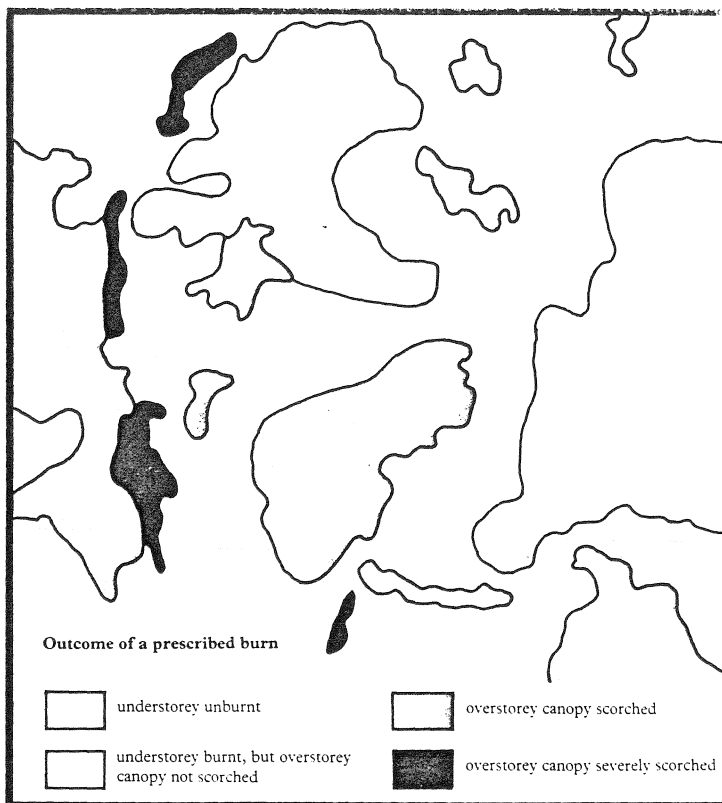 Outcome of a prescribed burn
understorey unburnt
understorey burnt, but overstorey
canopy not scorched
overstorey canopy scorched
overstorey canopy severely scorched